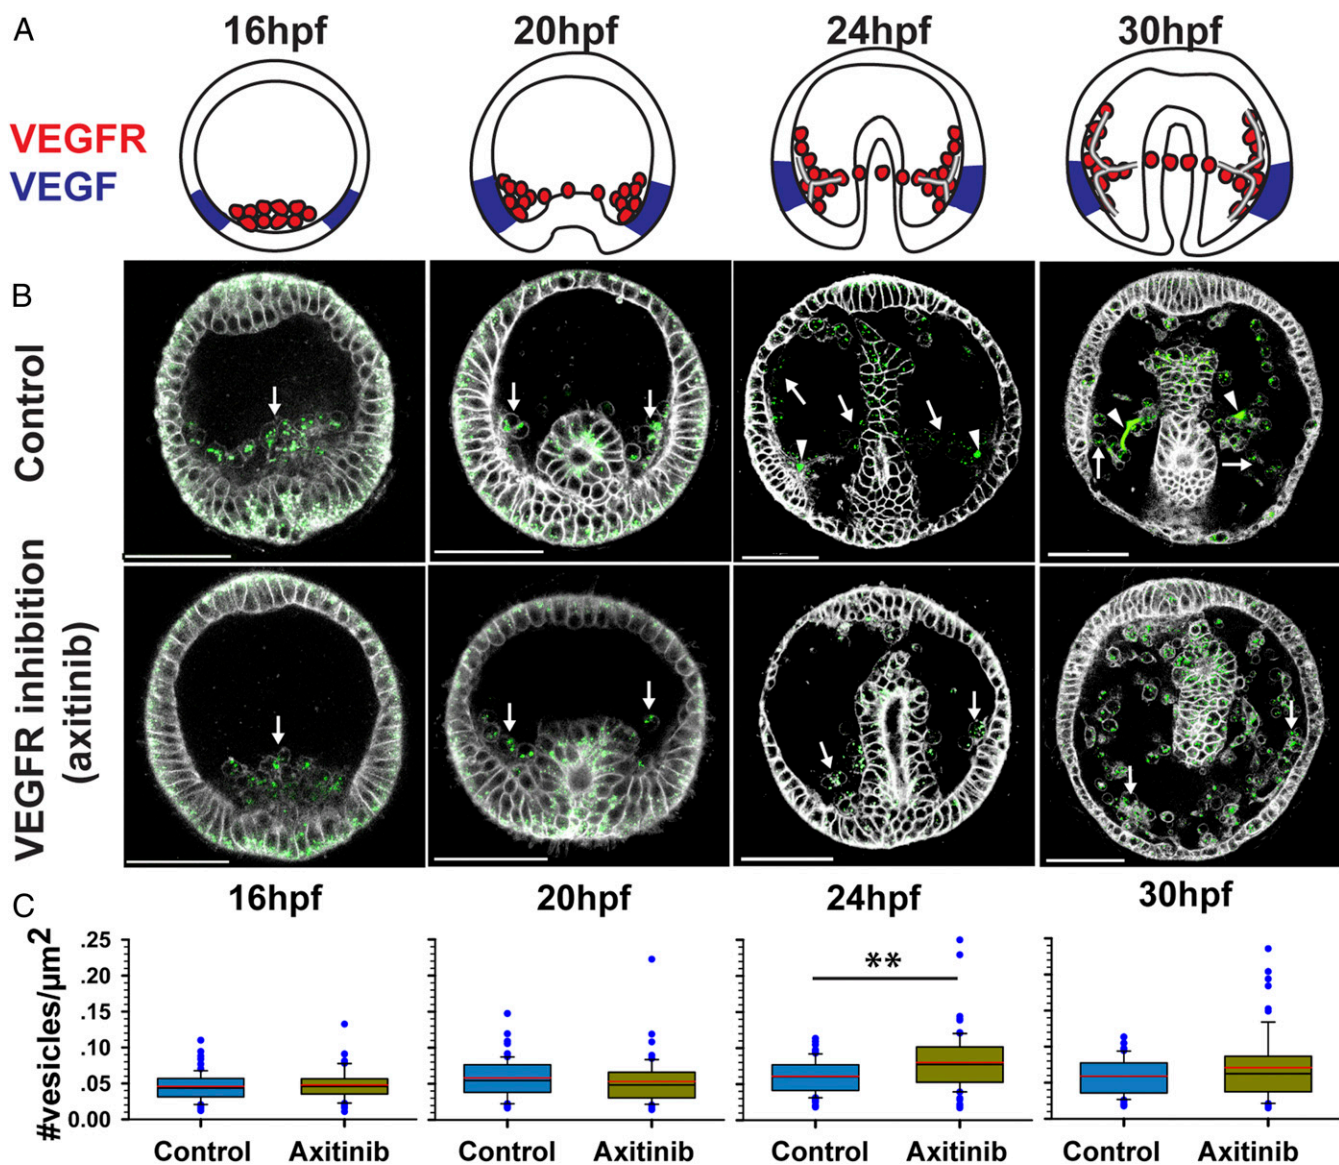 A
16hpf
20hpf
24hpf
30hpf
VEGFR
VEGF
B
Control
VEGFR inhibition
(axitinib)
16hpf
20hpf
24hpf
30hpf
C
#vesicles/µm²
.25
.20
.15
.10
.05
0.00
**
Control
Axitinib
Control
Axitinib
Control
Axitinib
Control
Axitinib